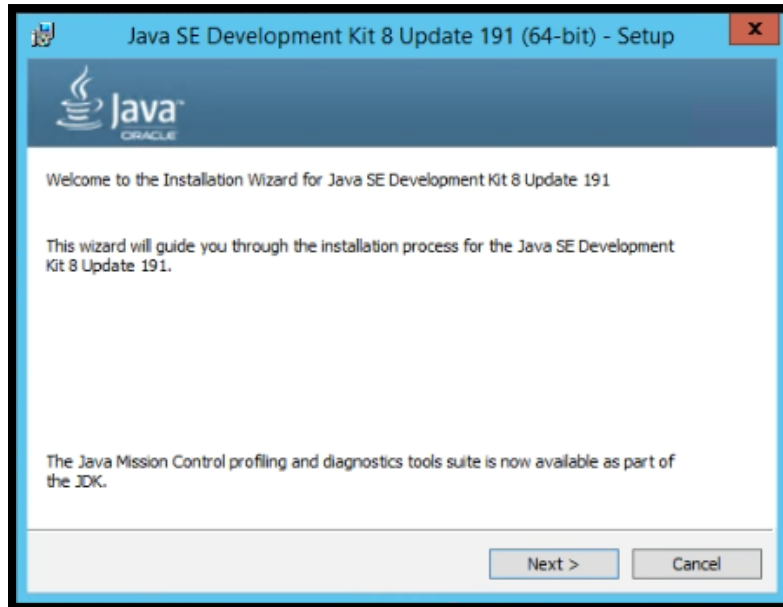 Java SE Development Kit 8 Update 191 (64-bit) - Setup
x
Java
ORACLE
Welcome to the Installation Wizard for Java SE Development Kit 8 Update 191
This wizard will guide you through the installation process for the Java SE Development
Kit 8 Update 191.
The Java Mission Control profiling and diagnostics tools suite is now available as part of
the JDK.
Next > Cancel